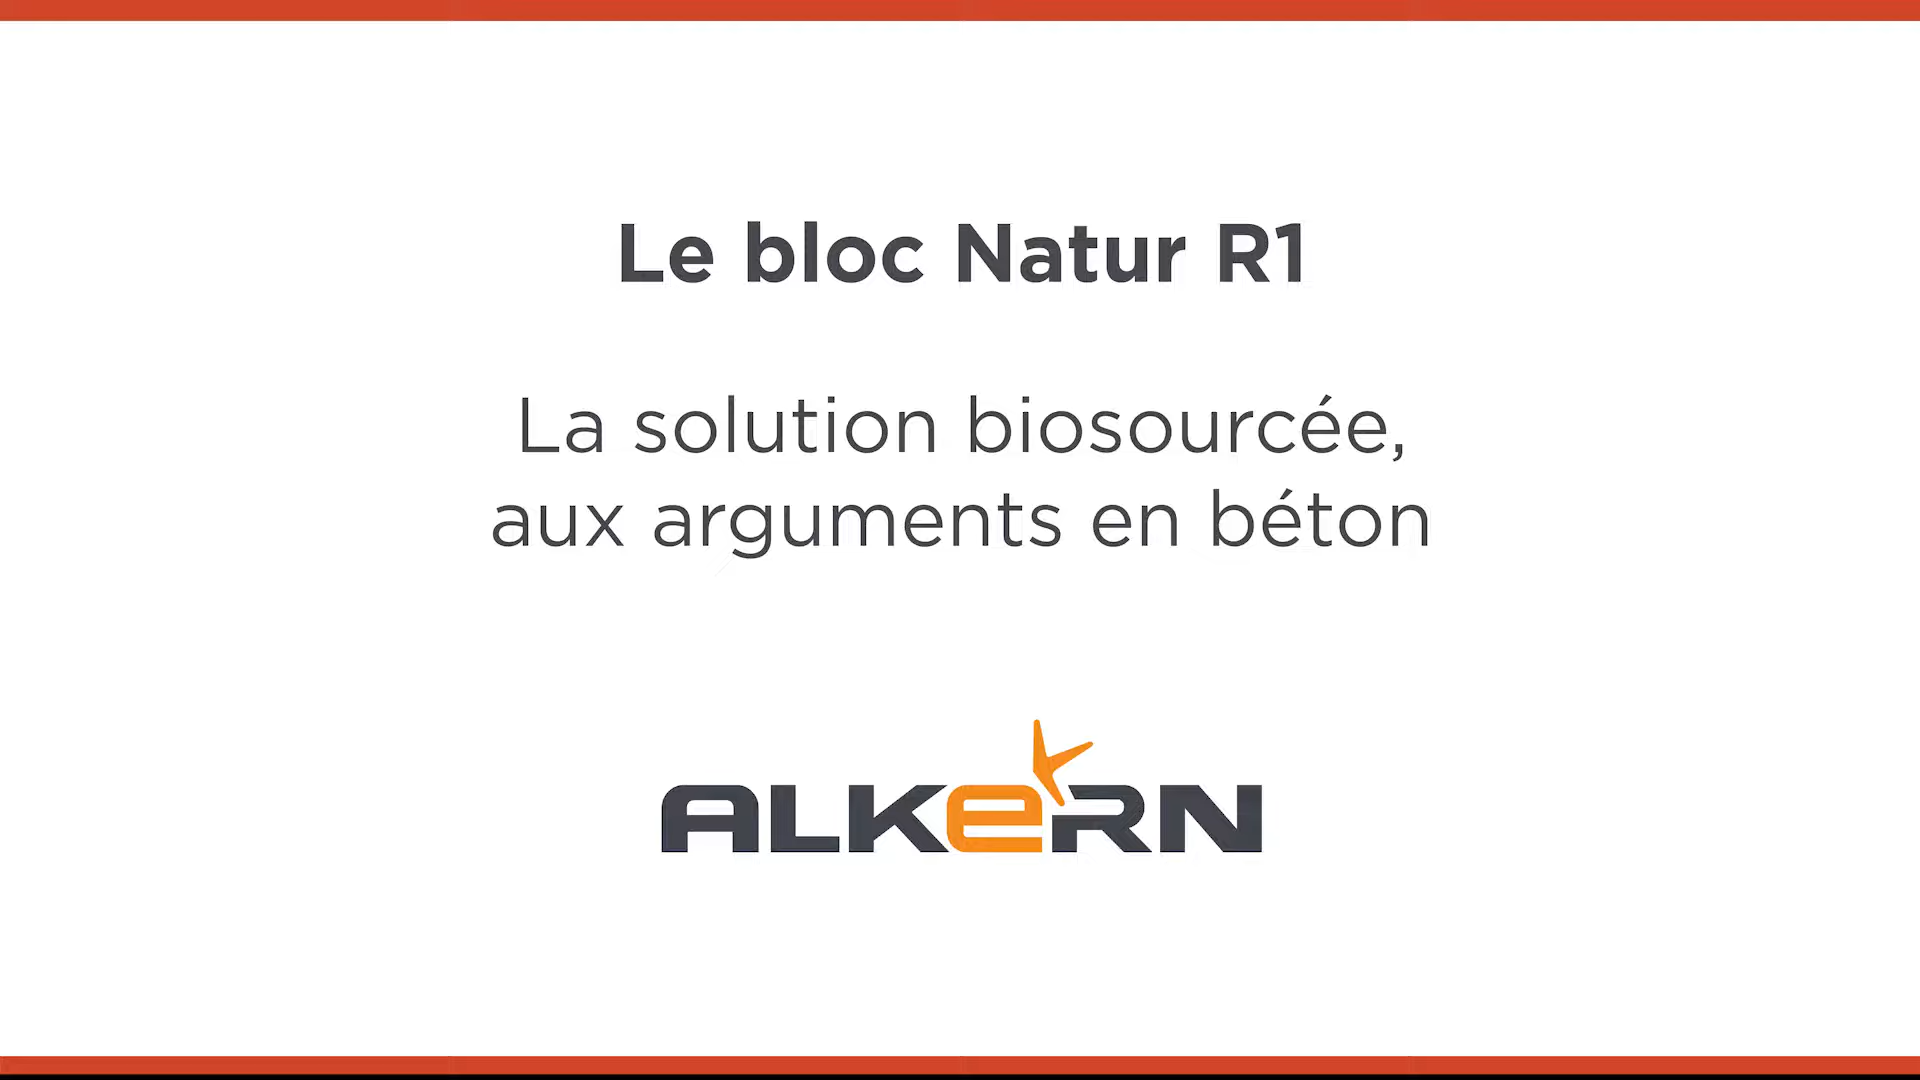 Le bloc Natur R1
La solution biosourcée,
aux arguments en béton
ALKeRN